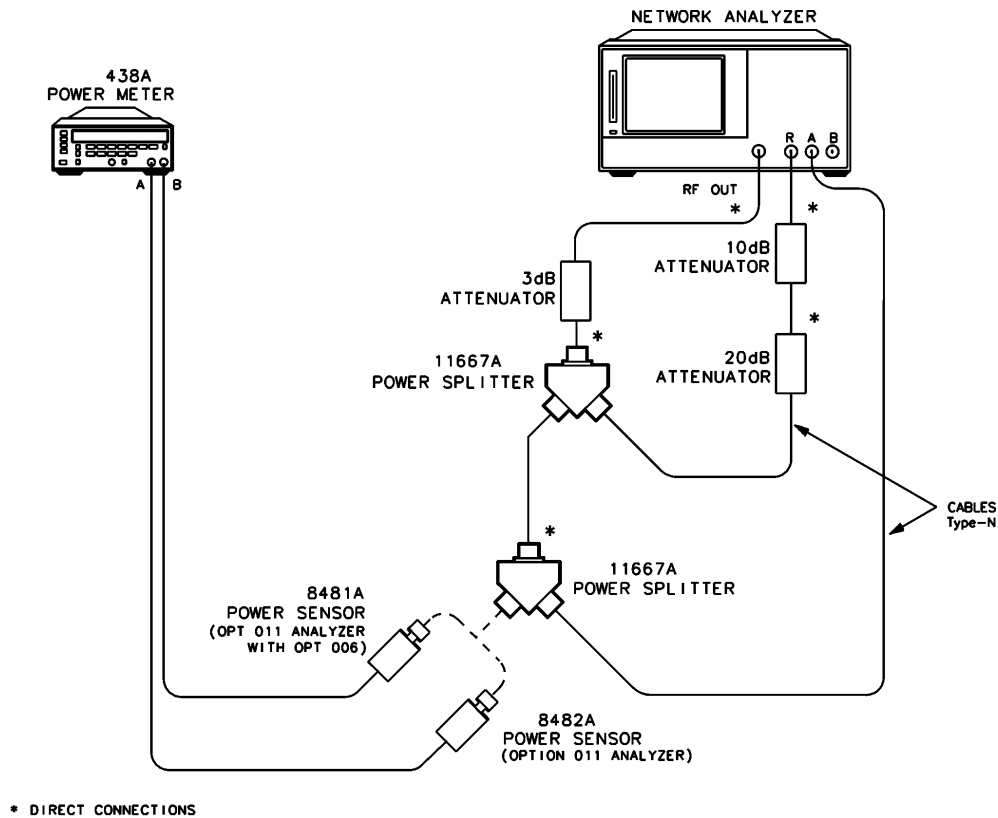 NETWORK ANALYZER
438A
POWER METER
A
B
R
A
B
RF OUT
*
*
10dB
ATTENUATOR
3dB
ATTENUATOR
*
*
11667A
POWER SPLITTER
20dB
ATTENUATOR
CABLES
Type-N
*
11667A
POWER SPLITTER
8481A
POWER SENSOR
(OPT 011 ANALYZER
WITH OPT 006)
8482A
POWER SENSOR
(OPTION 011 ANALYZER)
* DIRECT CONNECTIONS